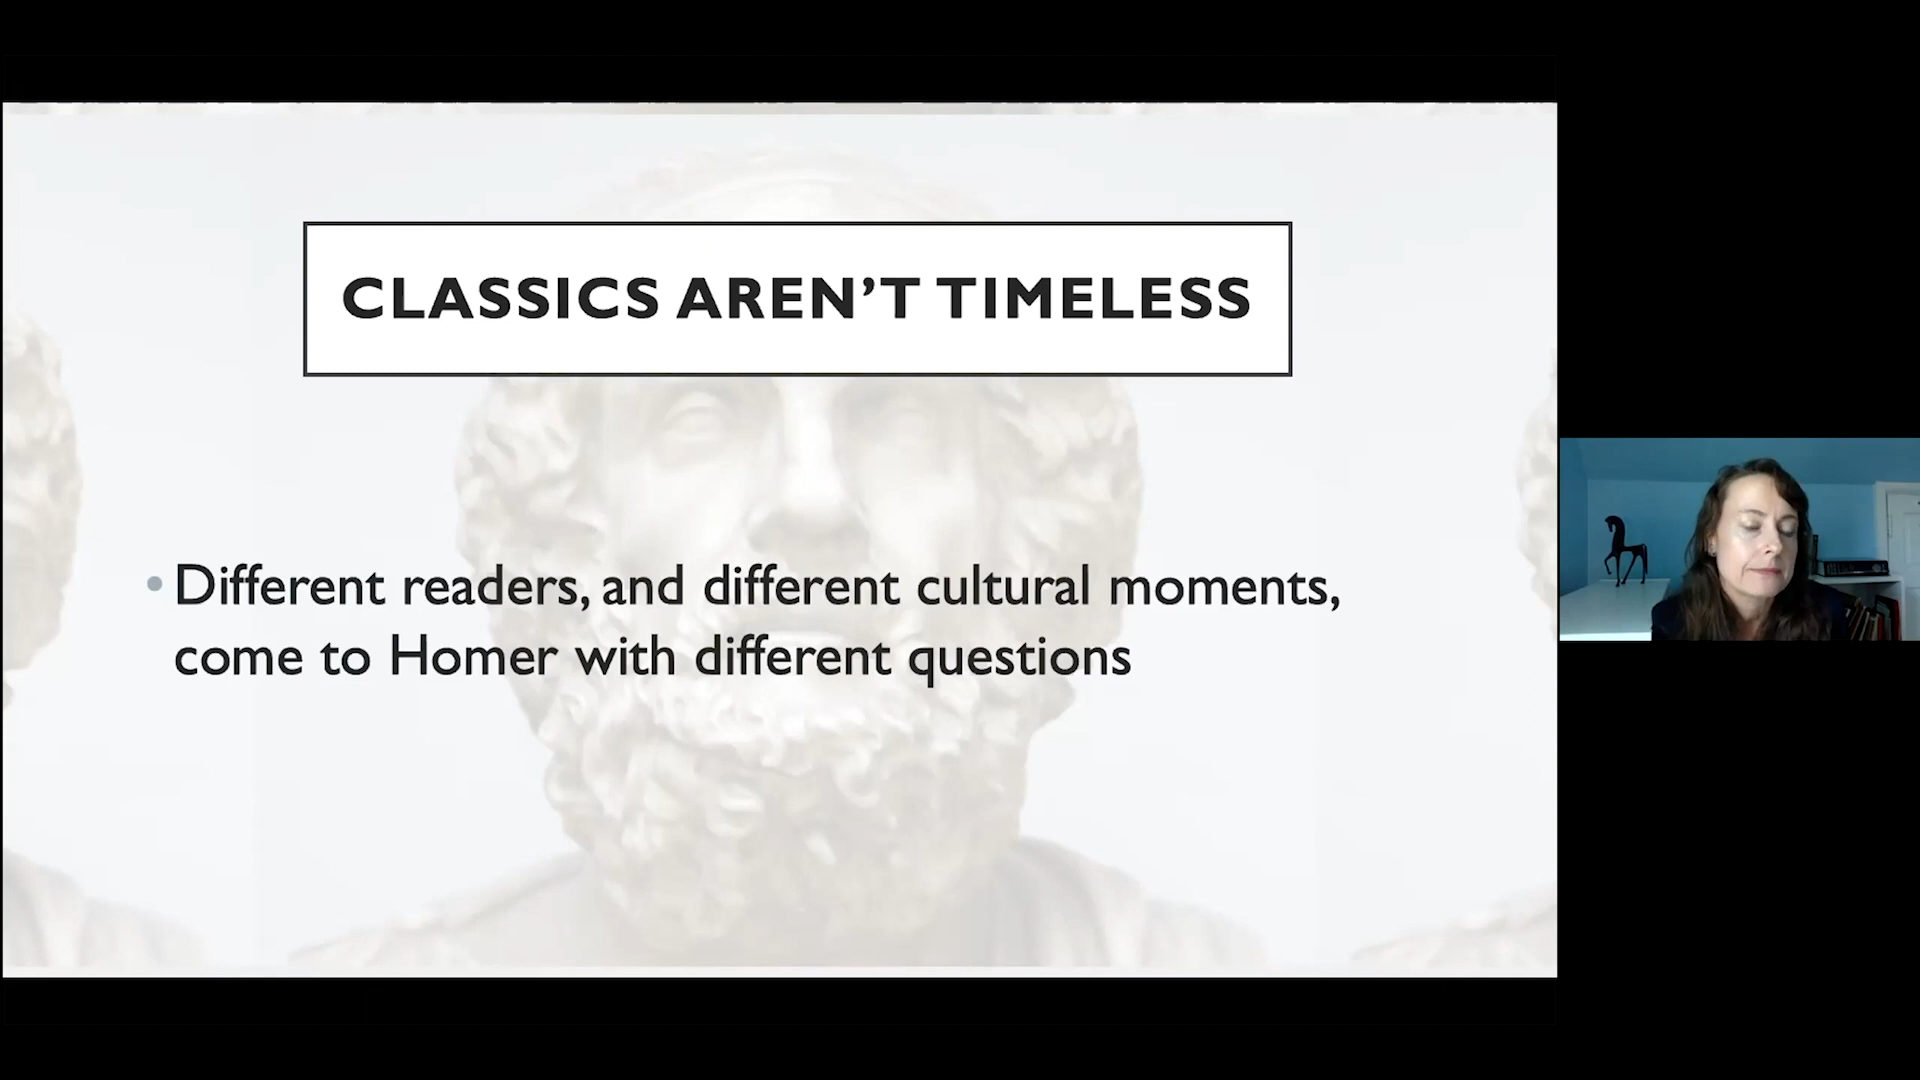 CLASSICS AREN’T TIMELESS
• Different readers, and different cultural moments,
come to Homer with different questions